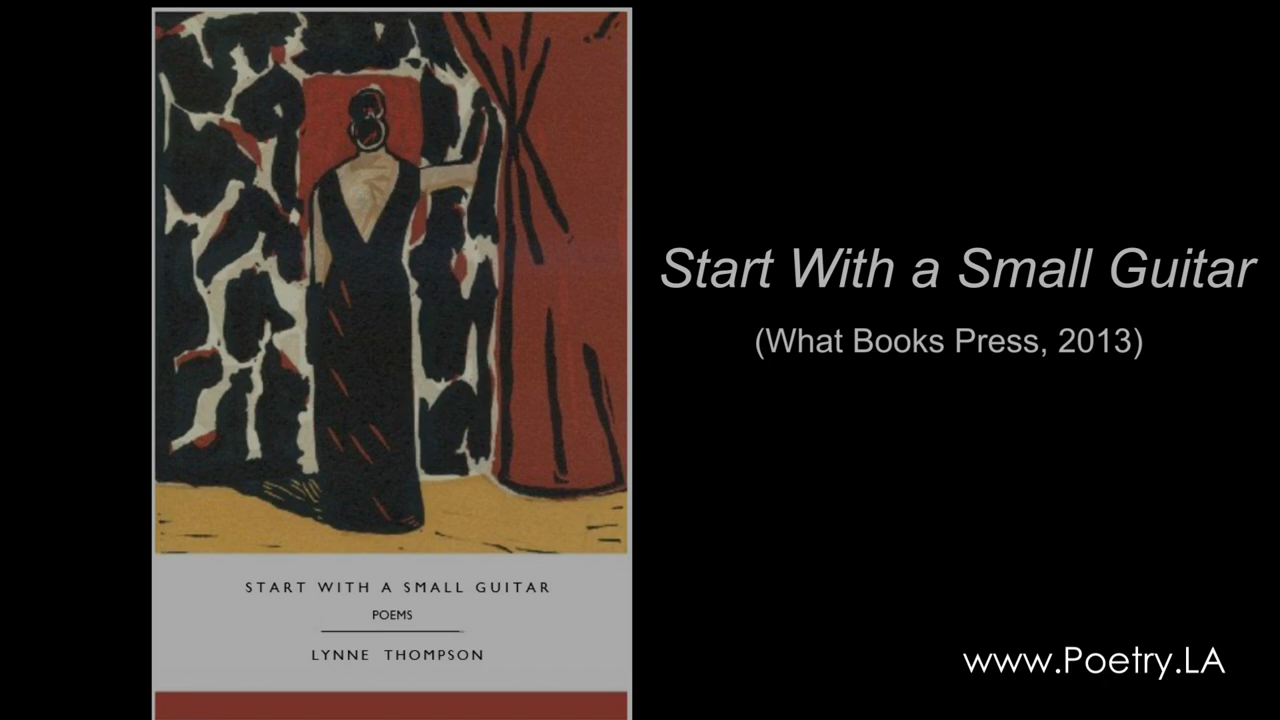 START WITH A SMALL GUITAR
POEMS
LYNNE THOMPSON
Start With a Small Guitar
(What Books Press, 2013)
www.Poetry.LA